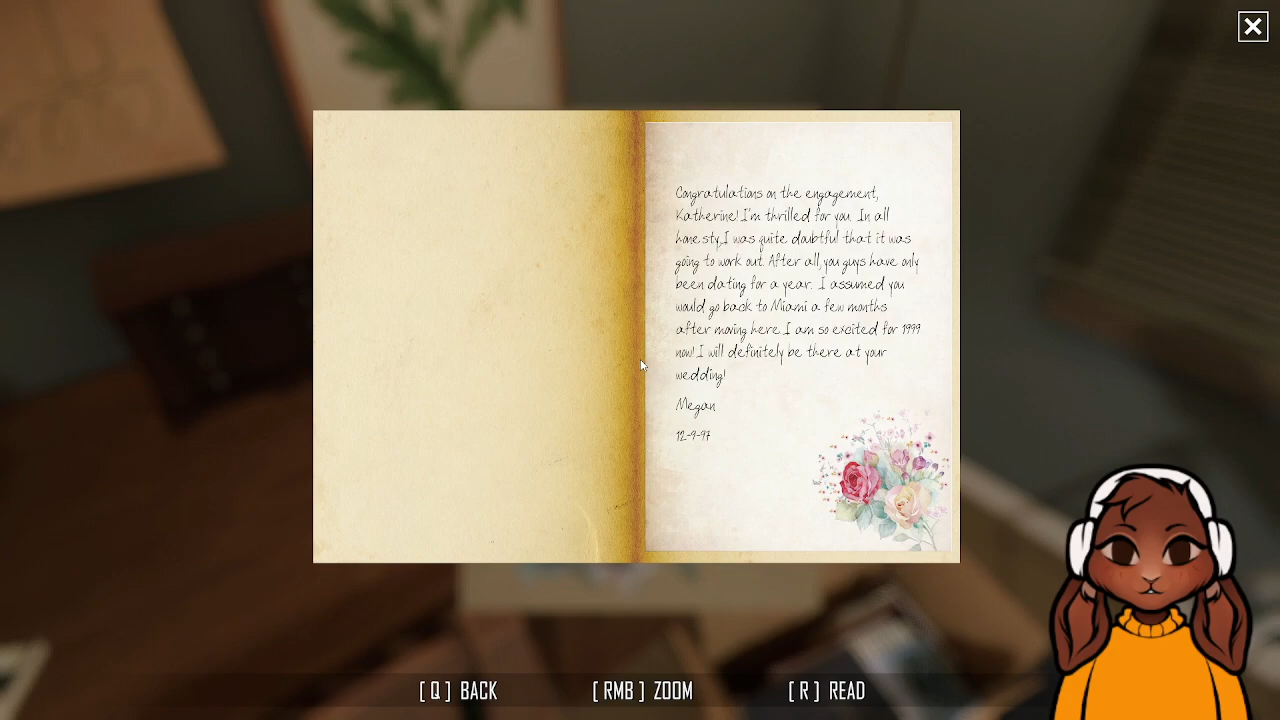 Congratulations on the engagement,
Katherine! I'm thrilled for you. In all
honesty, I was quite doubtful that it was
going to work out. After all, you guys have only
been dating for a year. I assumed you
would go back to Miami a few months
after moving here. I am so excited for 1999
now! I will definitely be there at your
wedding!
Megan
12-9-97
[ Q ] BACK
[ RMB ] ZOOM
[ R ] READ